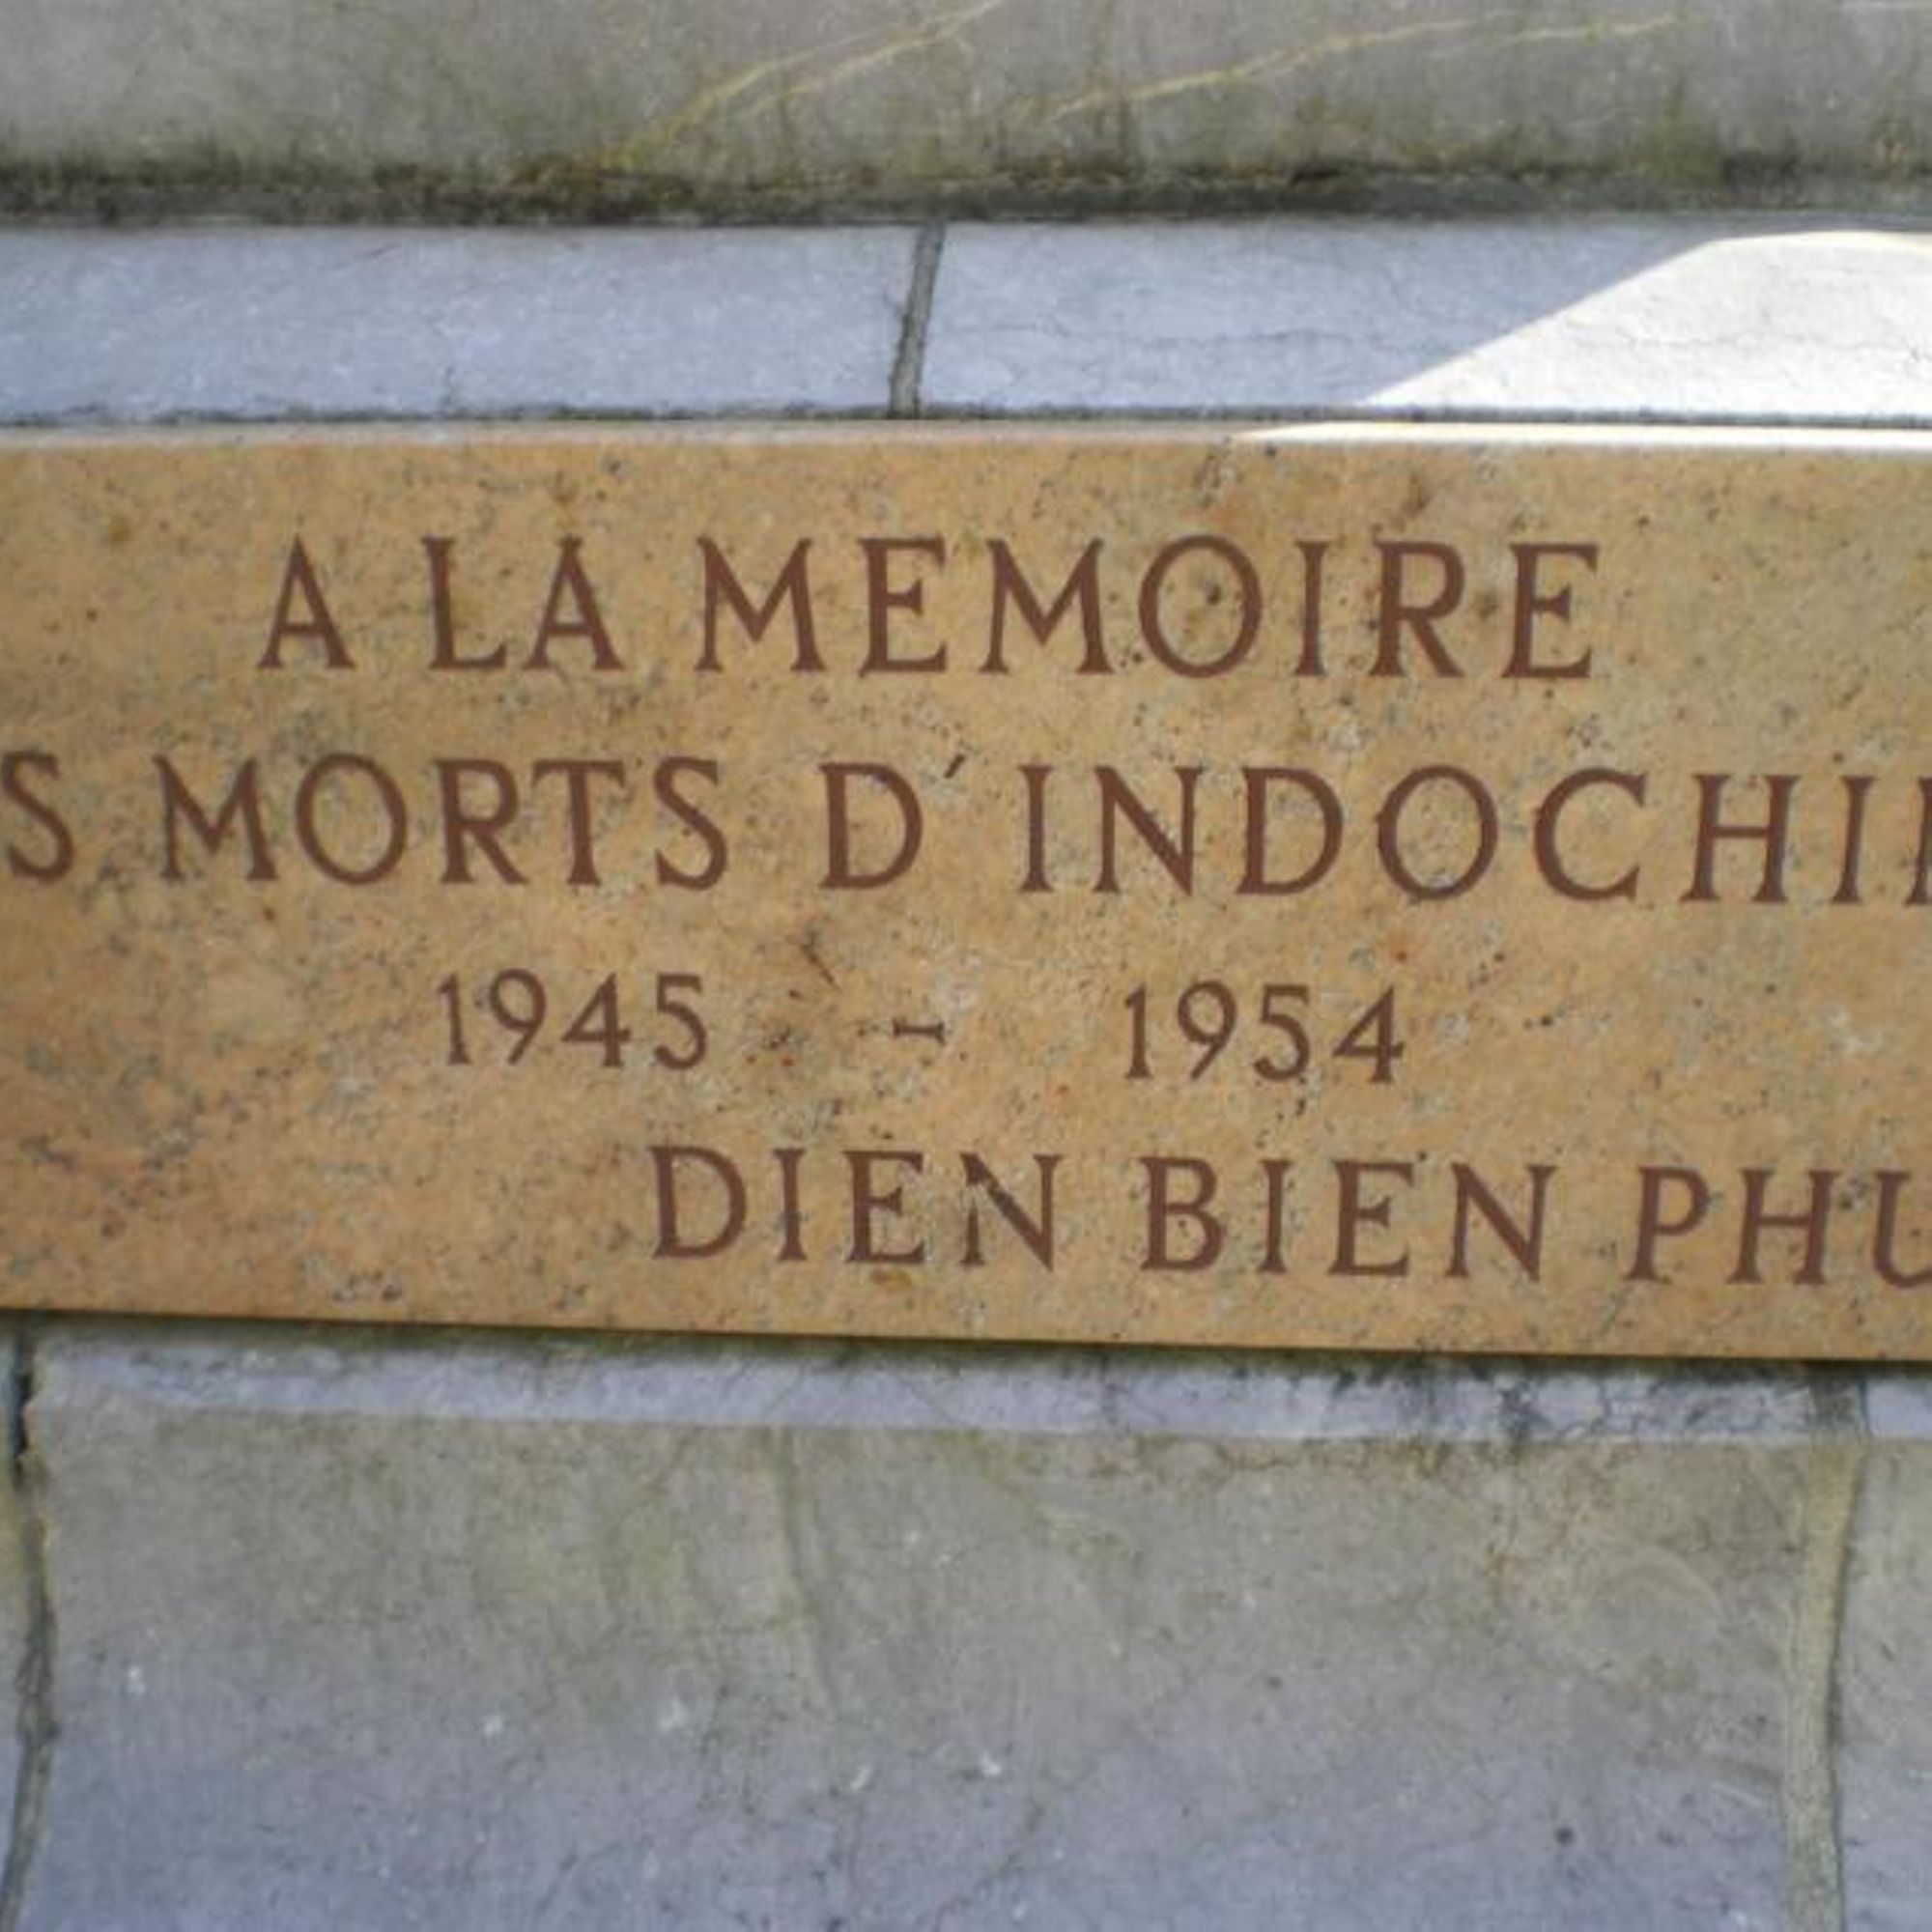 A LA MEMOIRE
S MORTS D'INDOCHI
1945 - 1954
DIEN BIEN PHU